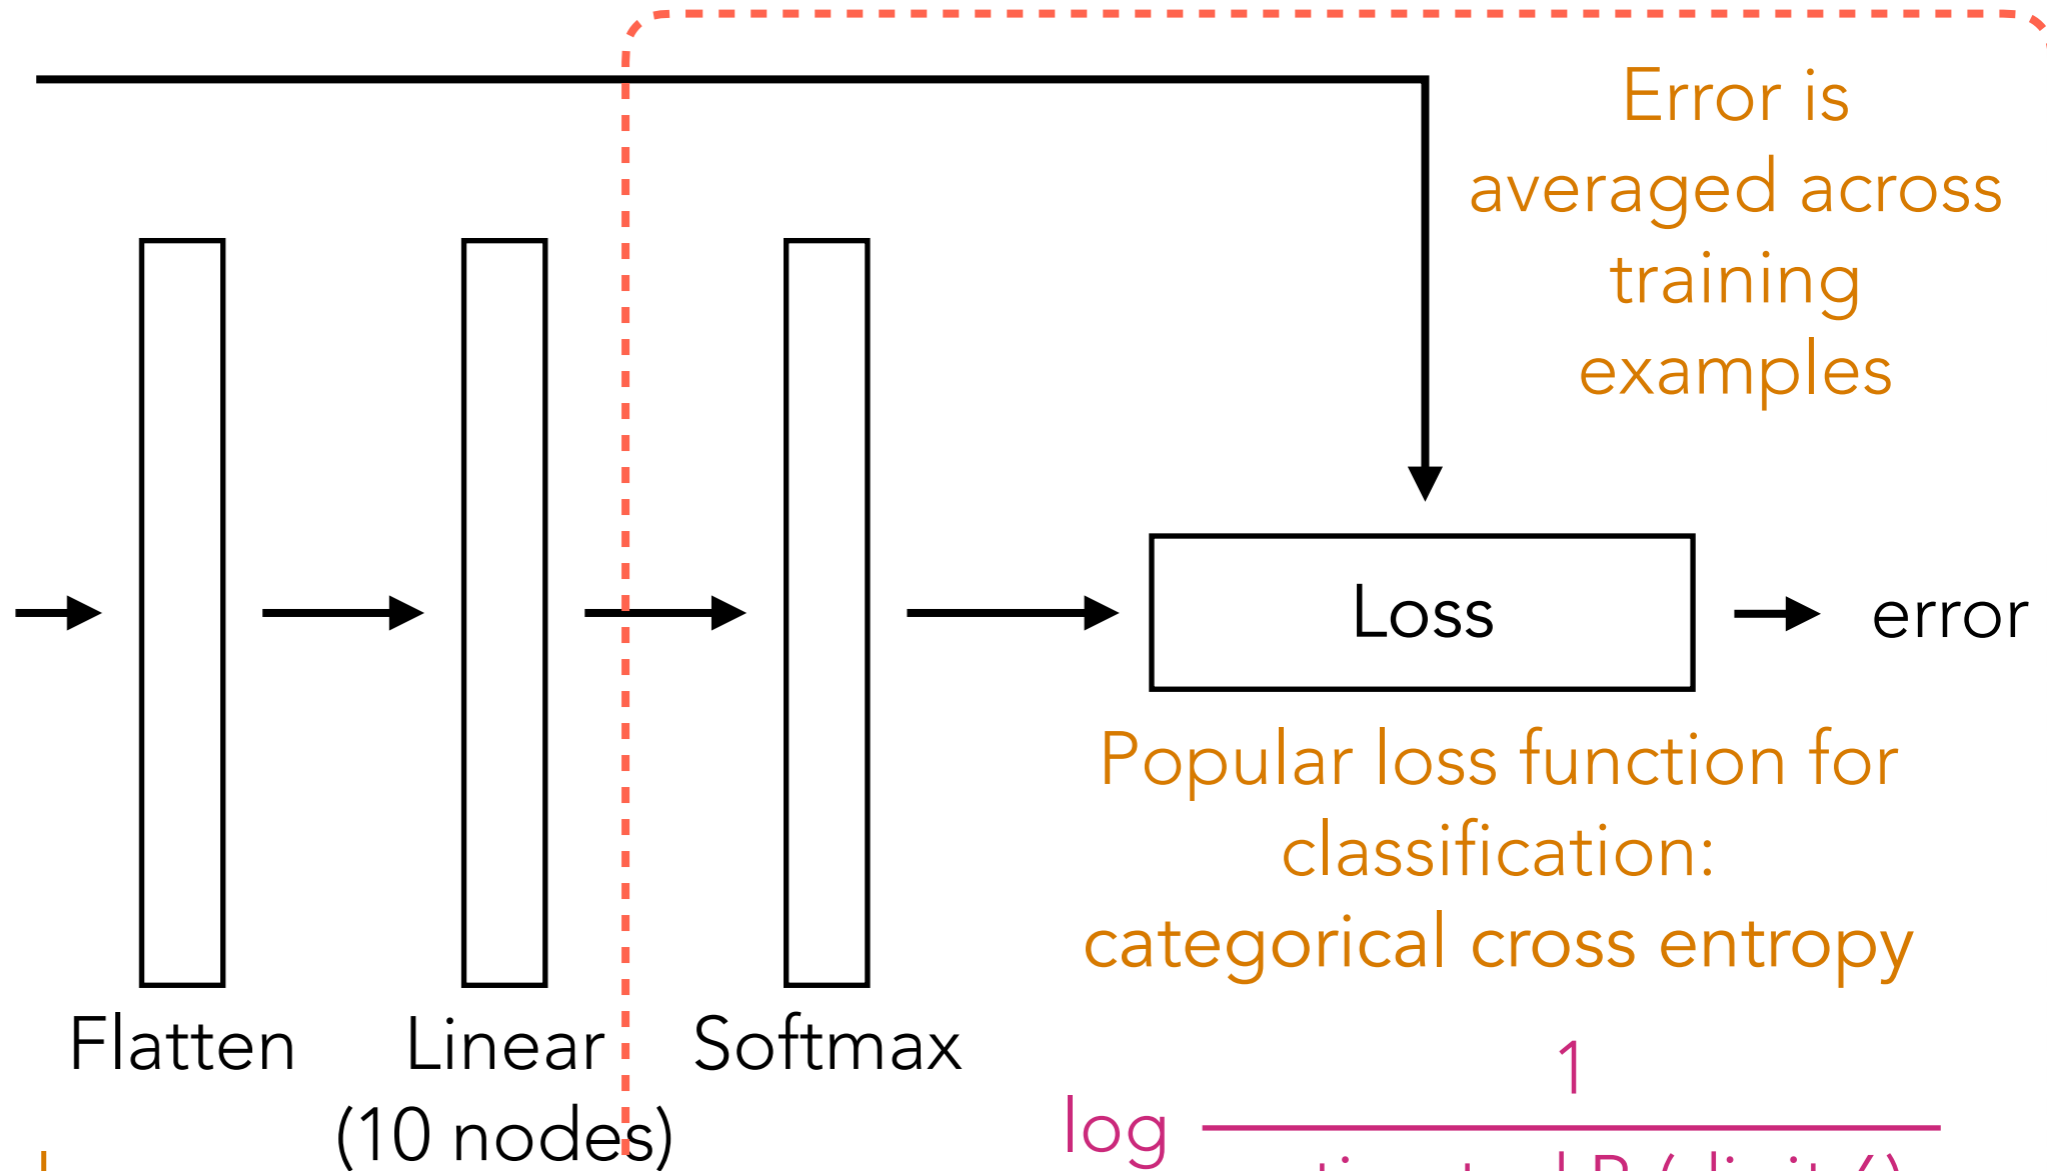 Error is
averaged across
training
examples
Loss
error
Popular loss function for
classification:
categorical cross entropy
Flatten
Linear
(10 nodes)
Softmax
1
log